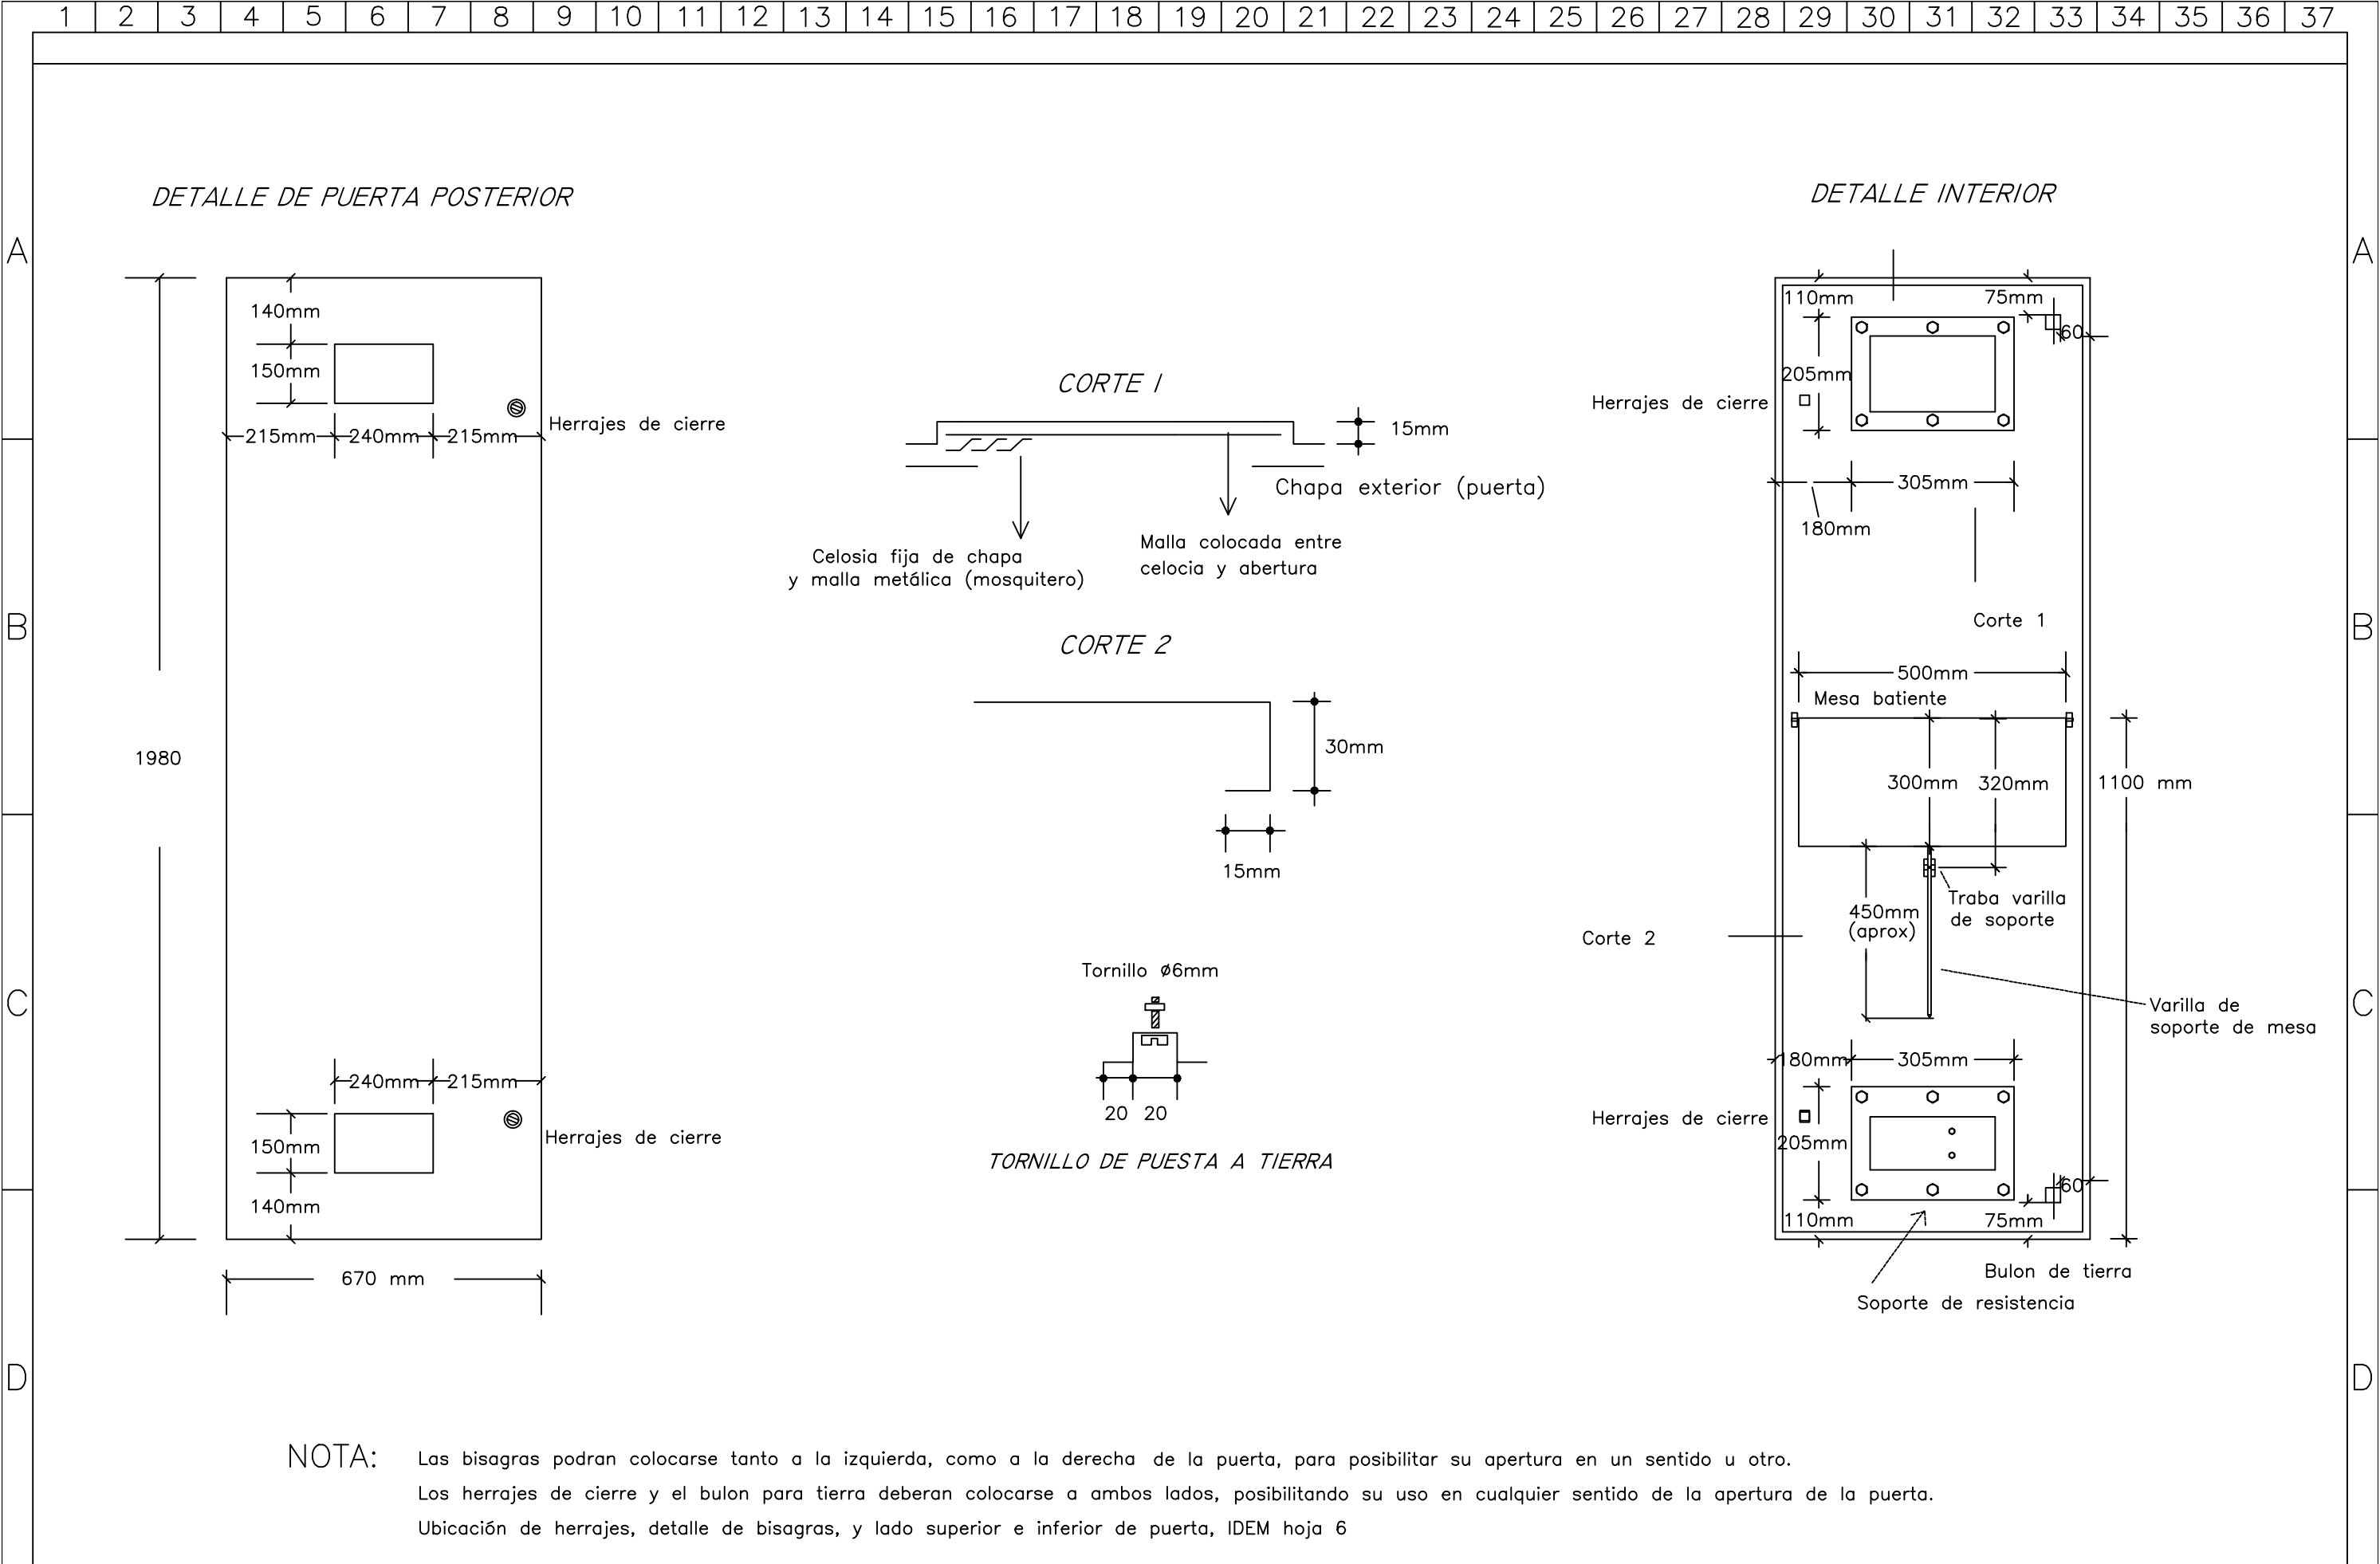 1 2 3 4 5 6 7 8 9 10 11 12 13 14 15 16 17 18 19 20 21 22 23 24 25 26 27 28 29 30 31 32 33 34 35 36 37
A
B
C
D
DETALLE DE PUERTA POSTERIOR
140mm
150mm
215mm 240mm 215mm
Herrajes de cierre
1980
240mm 215mm
150mm
Herrajes de cierre
140mm
670 mm
CORTE 1
15mm
Chapa exterior (puerta)
Celosia fija de chapa
y malla metálica (mosquitero)
Malla colocada entre
celocia y abertura
CORTE 2
30mm
15mm
Tornillo ø6mm
20 20
TORNILLO DE PUESTA A TIERRA
DETALLE INTERIOR
110mm
75mm
60
205mm
Herrajes de cierre
305mm
180mm
Corte 1
500mm
Mesa batiente
300mm
320mm
1100 mm
Traba varilla
de soporte
450mm
(aprox)
Corte 2
Varilla de
soporte de mesa
180mm
305mm
Herrajes de cierre
205mm
60
110mm
75mm
Bulon de tierra
Soporte de resistencia
A
B
C
D
NOTA: Las bisagras podran colocarse tanto a la izquierda, como a la derecha de la puerta, para posibilitar su apertura en un sentido u otro.
Los herrajes de cierre y el bulon para tierra deberan colocarse a ambos lados, posibilitando su uso en cualquier sentido de la apertura de la puerta.
Ubicación de herrajes, detalle de bisagras, y lado superior e inferior de puerta, IDEM hoja 6